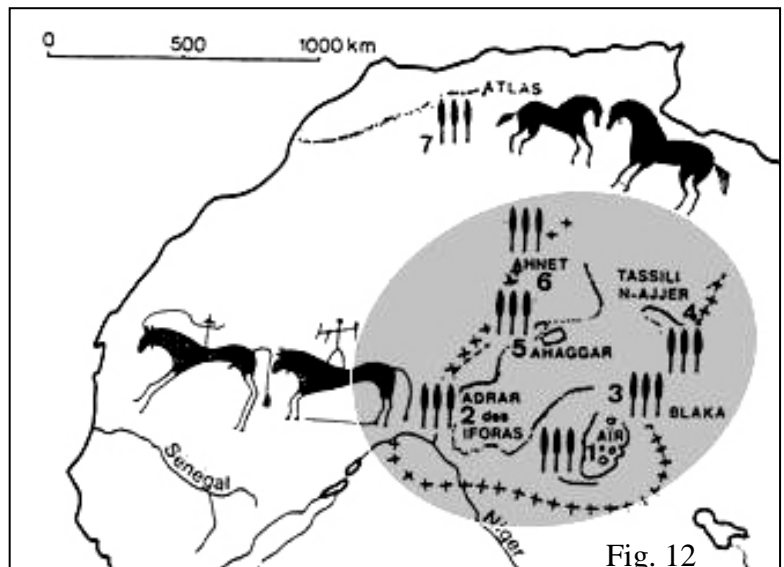 0 500 1000 km
ATLAS
7
AHNET
6
TASSILI
N-AJJER
4
5 AHAGGAR
3
ADRAR
2 des
IFORAS
BLAKA
AÏR
1
Sénégal
Niger
Fig. 12